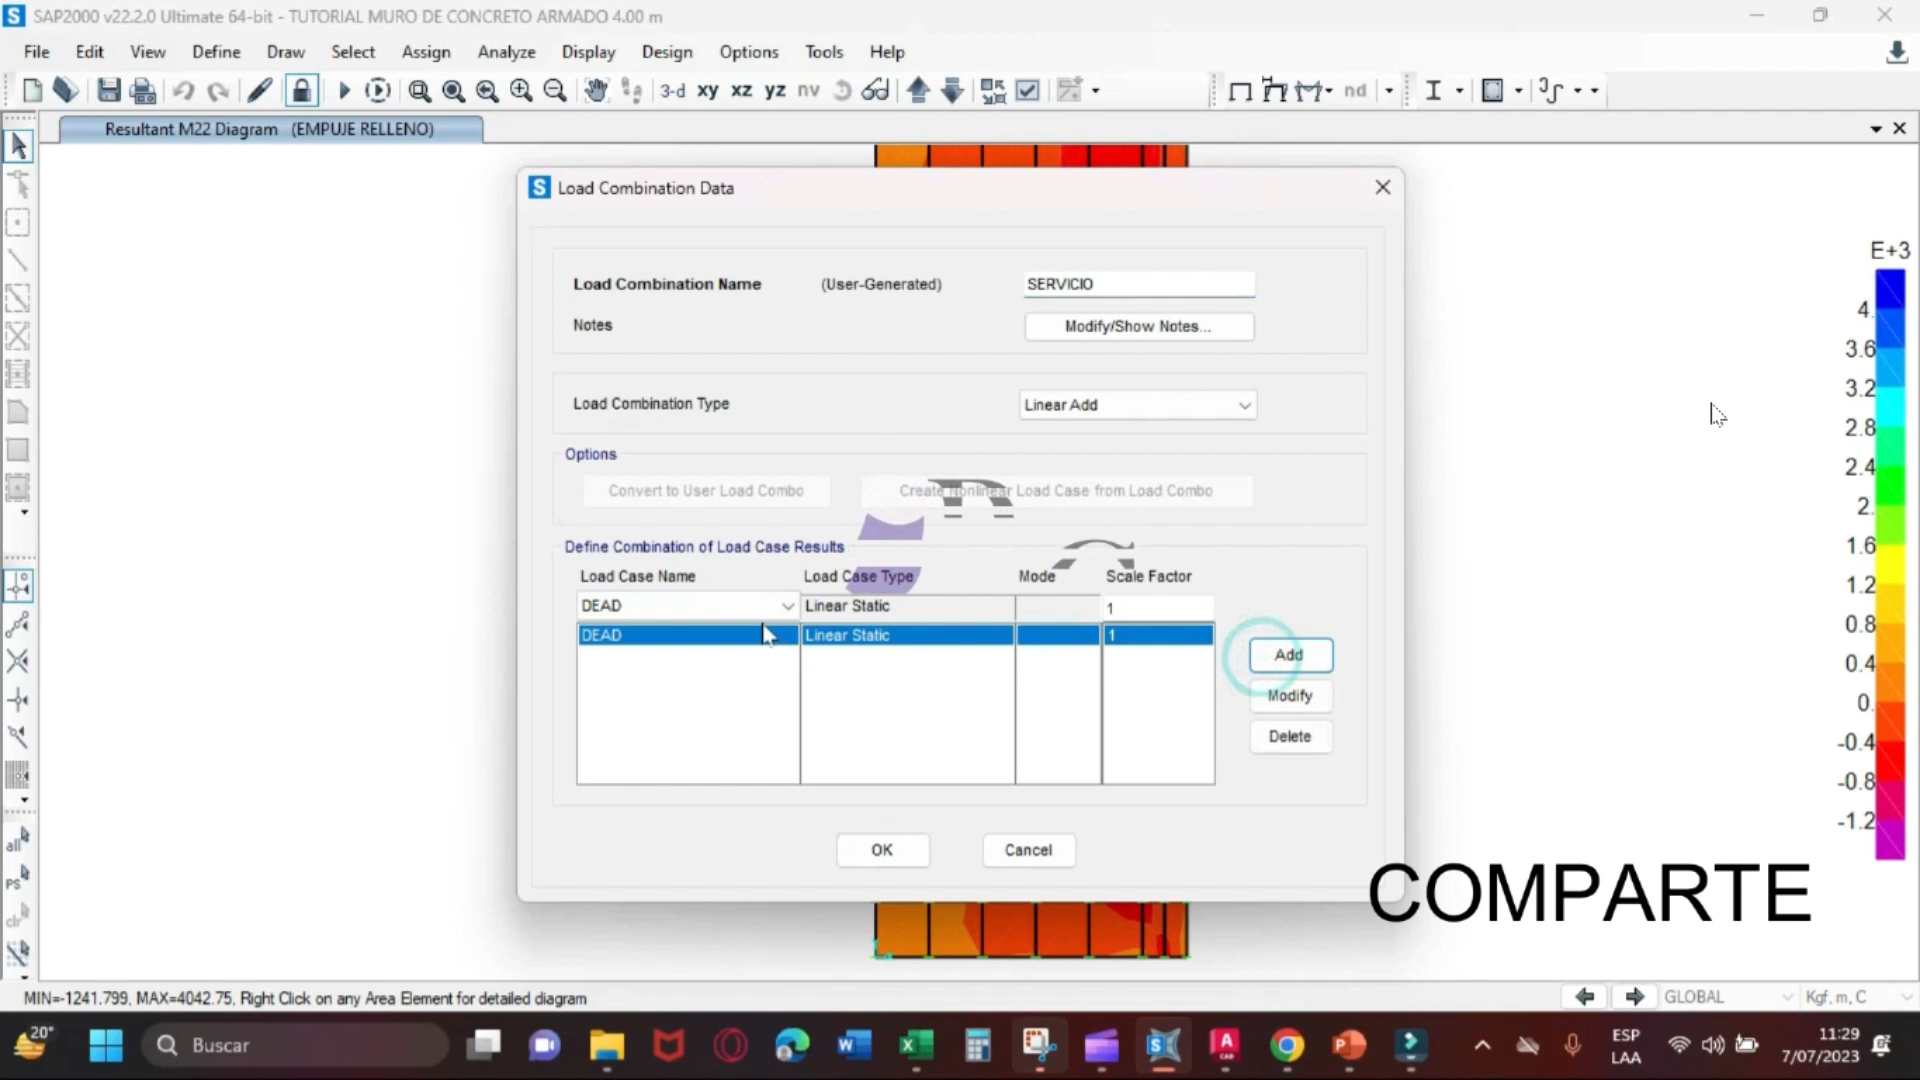 SAP2000 v22.2.0 Ultimate 64-bit - TUTORIAL MURO DE CONCRETO ARMADO 4.00 m
File Edit View Define Draw Select Assign Analyze Display Design Options Tools Help
3-d xy xz yz nv nd
Resultant M22 Diagram (EMPUJE RELLENO)
Load Combination Data
Load Combination Name (User-Generated) SERVICIO
Notes Modify/Show Notes...
Load Combination Type Linear Add
Options
Convert to User Load Combo Create Nonlinear Load Case from Load Combo
Define Combination of Load Case Results
Load Case Name Load Case Type Mode Scale Factor
DEAD Linear Static 1
DEAD Linear Static 1
Add
Modify
Delete
OK Cancel
E+3
4.
3.6
3.2
2.8
2.4
2.
1.6
1.2
0.8
0.4
0.
-0.4
-0.8
-1.2
all
PS
clr
COMPARTE
MIN=-1241.799, MAX=4042.75, Right Click on any Area Element for detailed diagram
GLOBAL Kgf, m, C
20°
Buscar
ESP
LAA
11:29
7/07/2023